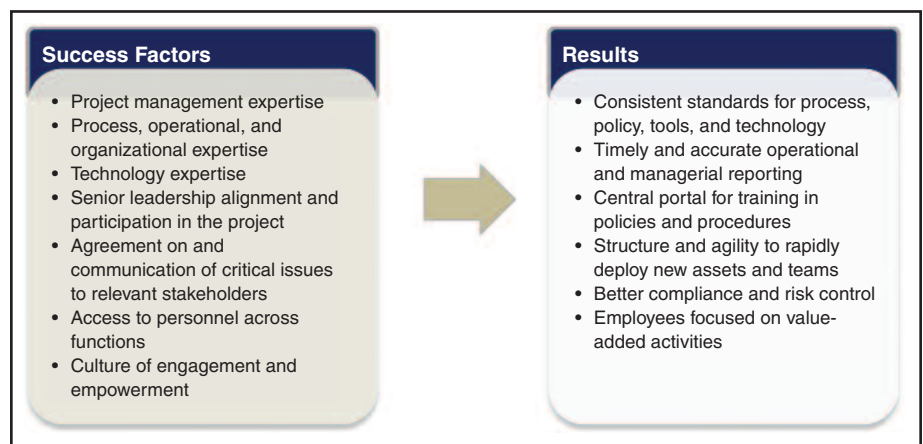 Success Factors
• Project management expertise
• Process, operational, and
organizational expertise
• Technology expertise
• Senior leadership alignment and
participation in the project
• Agreement on and
communication of critical issues
to relevant stakeholders
• Access to personnel across
functions
• Culture of engagement and
empowerment
Results
• Consistent standards for process,
policy, tools, and technology
• Timely and accurate operational
and managerial reporting
• Central portal for training in
policies and procedures
• Structure and agility to rapidly
deploy new assets and teams
• Better compliance and risk control
• Employees focused on value-
added activities